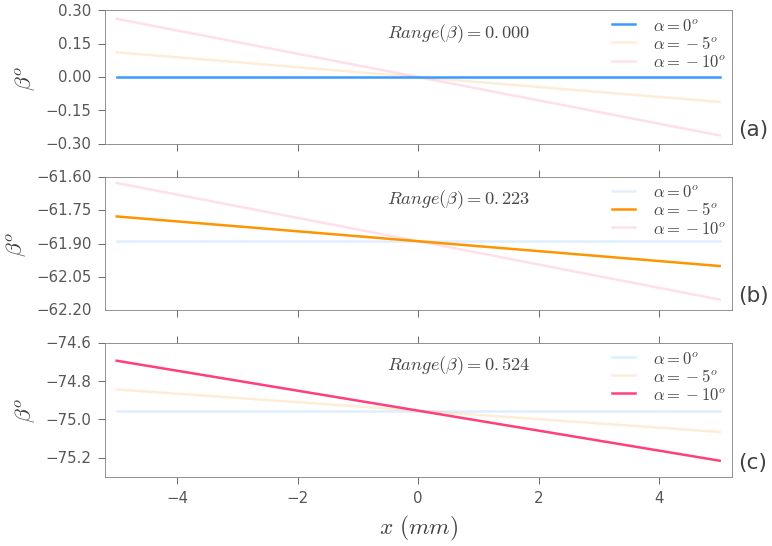 0.30
0.15
0.00
−0.15
−0.30
β°
Range(β) = 0.000
α = 0°
α = −5°
α = −10°
(a)
−61.60
−61.75
−61.90
−62.05
−62.20
β°
Range(β) = 0.223
α = 0°
α = −5°
α = −10°
(b)
−74.6
−74.8
−75.0
−75.2
β°
Range(β) = 0.524
α = 0°
α = −5°
α = −10°
(c)
−4 −2 0 2 4
x (mm)